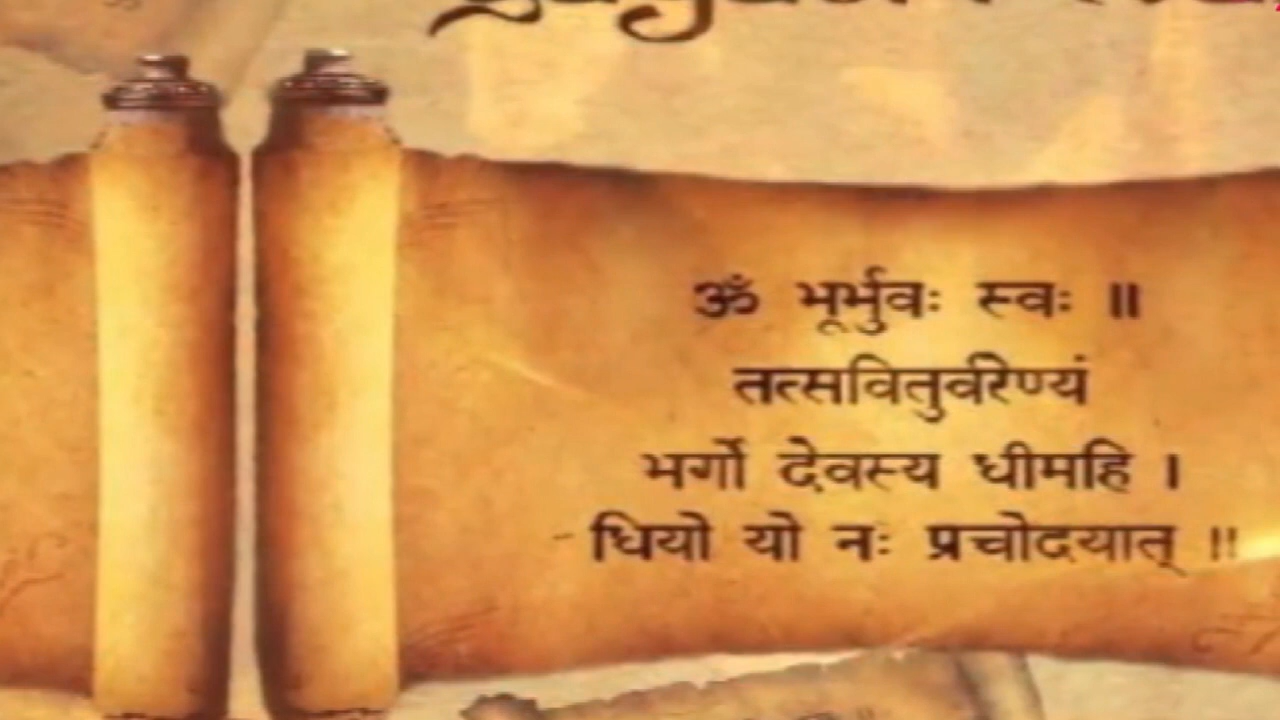 ॐ भूर्भुवः स्वः ॥
तत्सवितुर्वरेण्यं
भर्गो देवस्य धीमहि ।
धियो यो नः प्रचोदयात् ॥